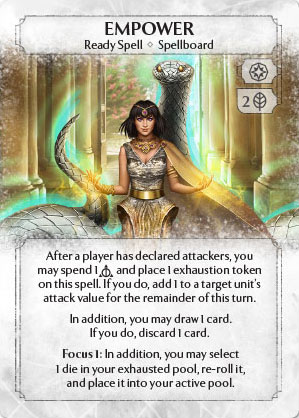 EMPOWER
Ready Spell ◇ Spellboard
2
After a player has declared attackers, you
may spend 1 and place 1 exhaustion token
on this spell. If you do, add 1 to a target unit's
attack value for the remainder of this turn.
In addition, you may draw 1 card.
If you do, discard 1 card.
Focus 1: In addition, you may select
1 die in your exhausted pool, re-roll it,
and place it into your active pool.